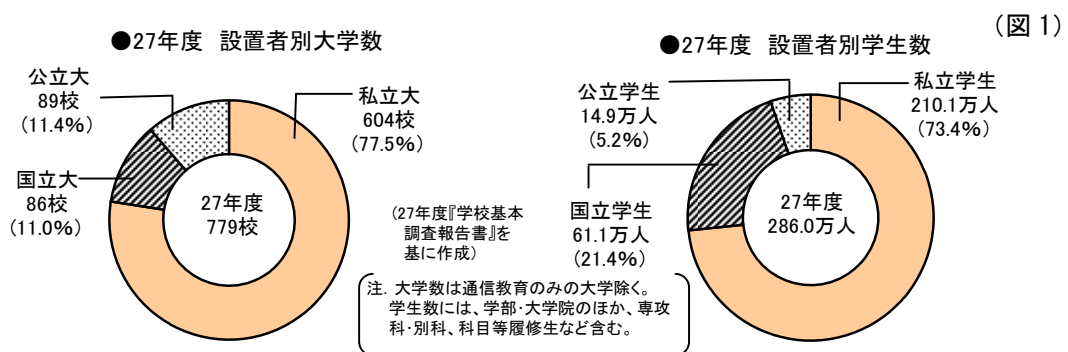 (図1)
●27年度 設置者別大学数
公立大
89校
(11.4%)
私立大
604校
(77.5%)
国立大
86校
(11.0%)
27年度
779校
(27年度『学校基本
調査報告書』を
基に作成)
●27年度 設置者別学生数
公立学生
14.9万人
(5.2%)
私立学生
210.1万人
(73.4%)
国立学生
61.1万人
(21.4%)
27年度
286.0万人
注. 大学数は通信教育のみの大学除く。
学生数には、学部・大学院のほか、専攻
科・別科、科目等履修生など含む。